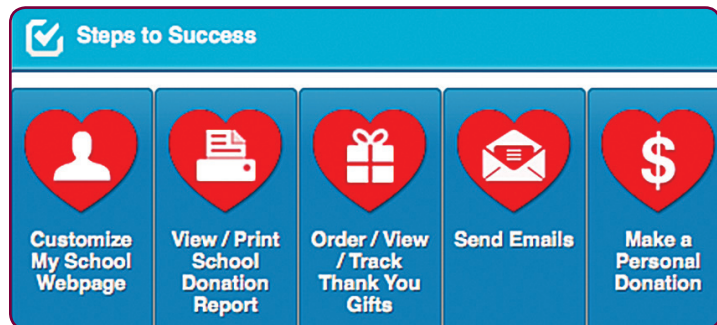 Steps to Success
Customize
My School
Webpage
View / Print
School
Donation
Report
Order / View
/ Track
Thank You
Gifts
Send Emails
$
Make a
Personal
Donation